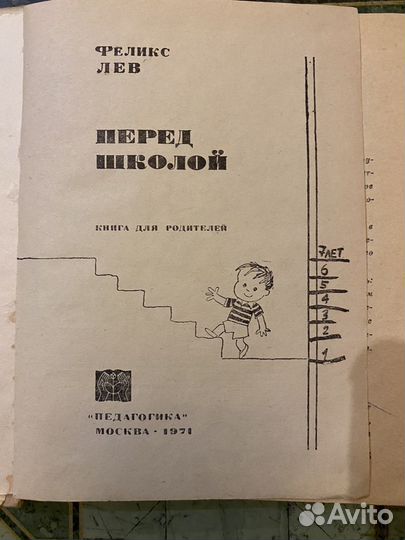 ФЕЛИКС
ЛЕВ
ПЕРЕД
ШКОЛОЙ
КНИГА ДЛЯ РОДИТЕЛЕЙ
7 ЛЕТ
6
5
4
3
2
1
"ПЕДАГОГИКА"
МОСКВА · 1971
Avito